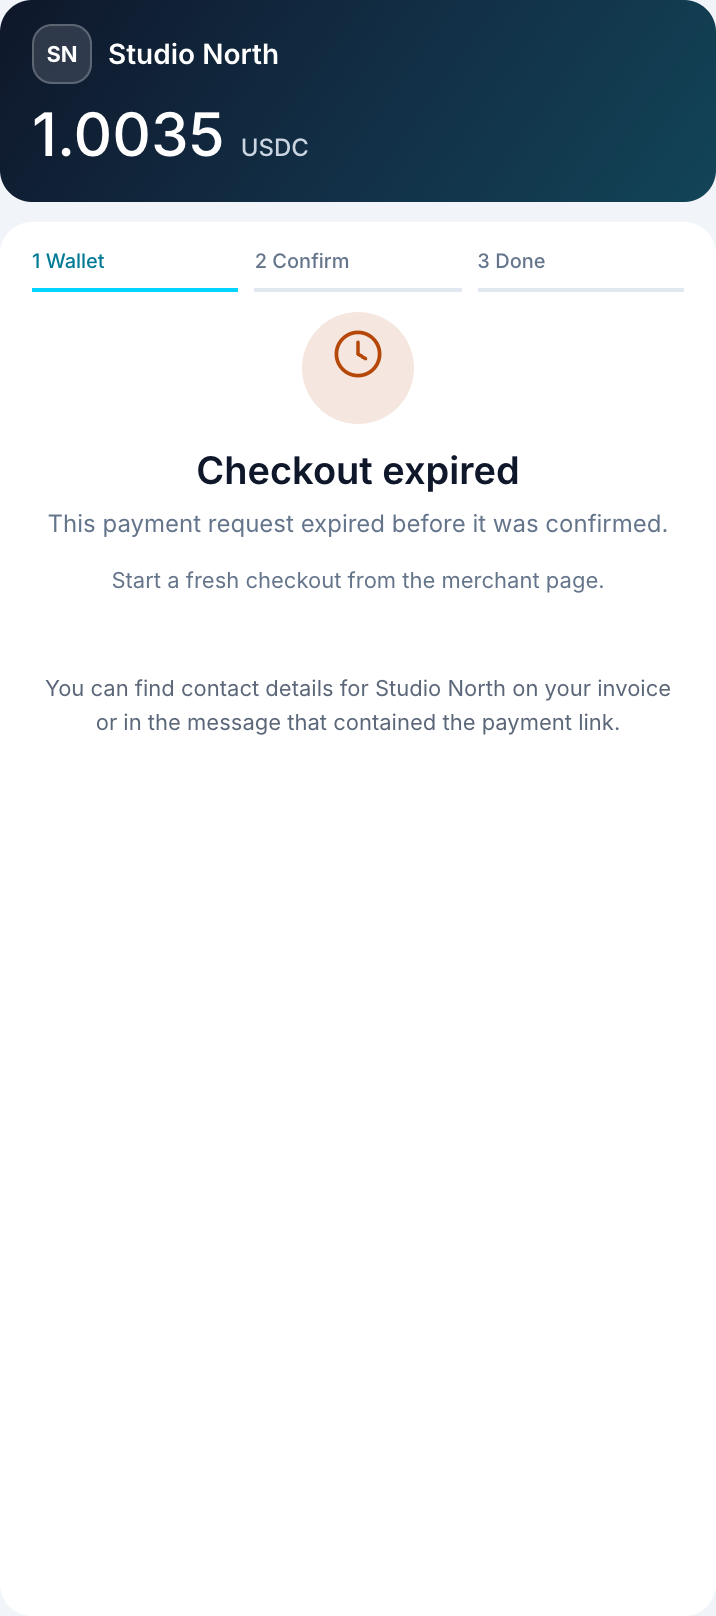 SN
Studio North
1.0035 USDC
1 Wallet
2 Confirm
3 Done
Checkout expired
This payment request expired before it was confirmed.
Start a fresh checkout from the merchant page.
You can find contact details for Studio North on your invoice
or in the message that contained the payment link.